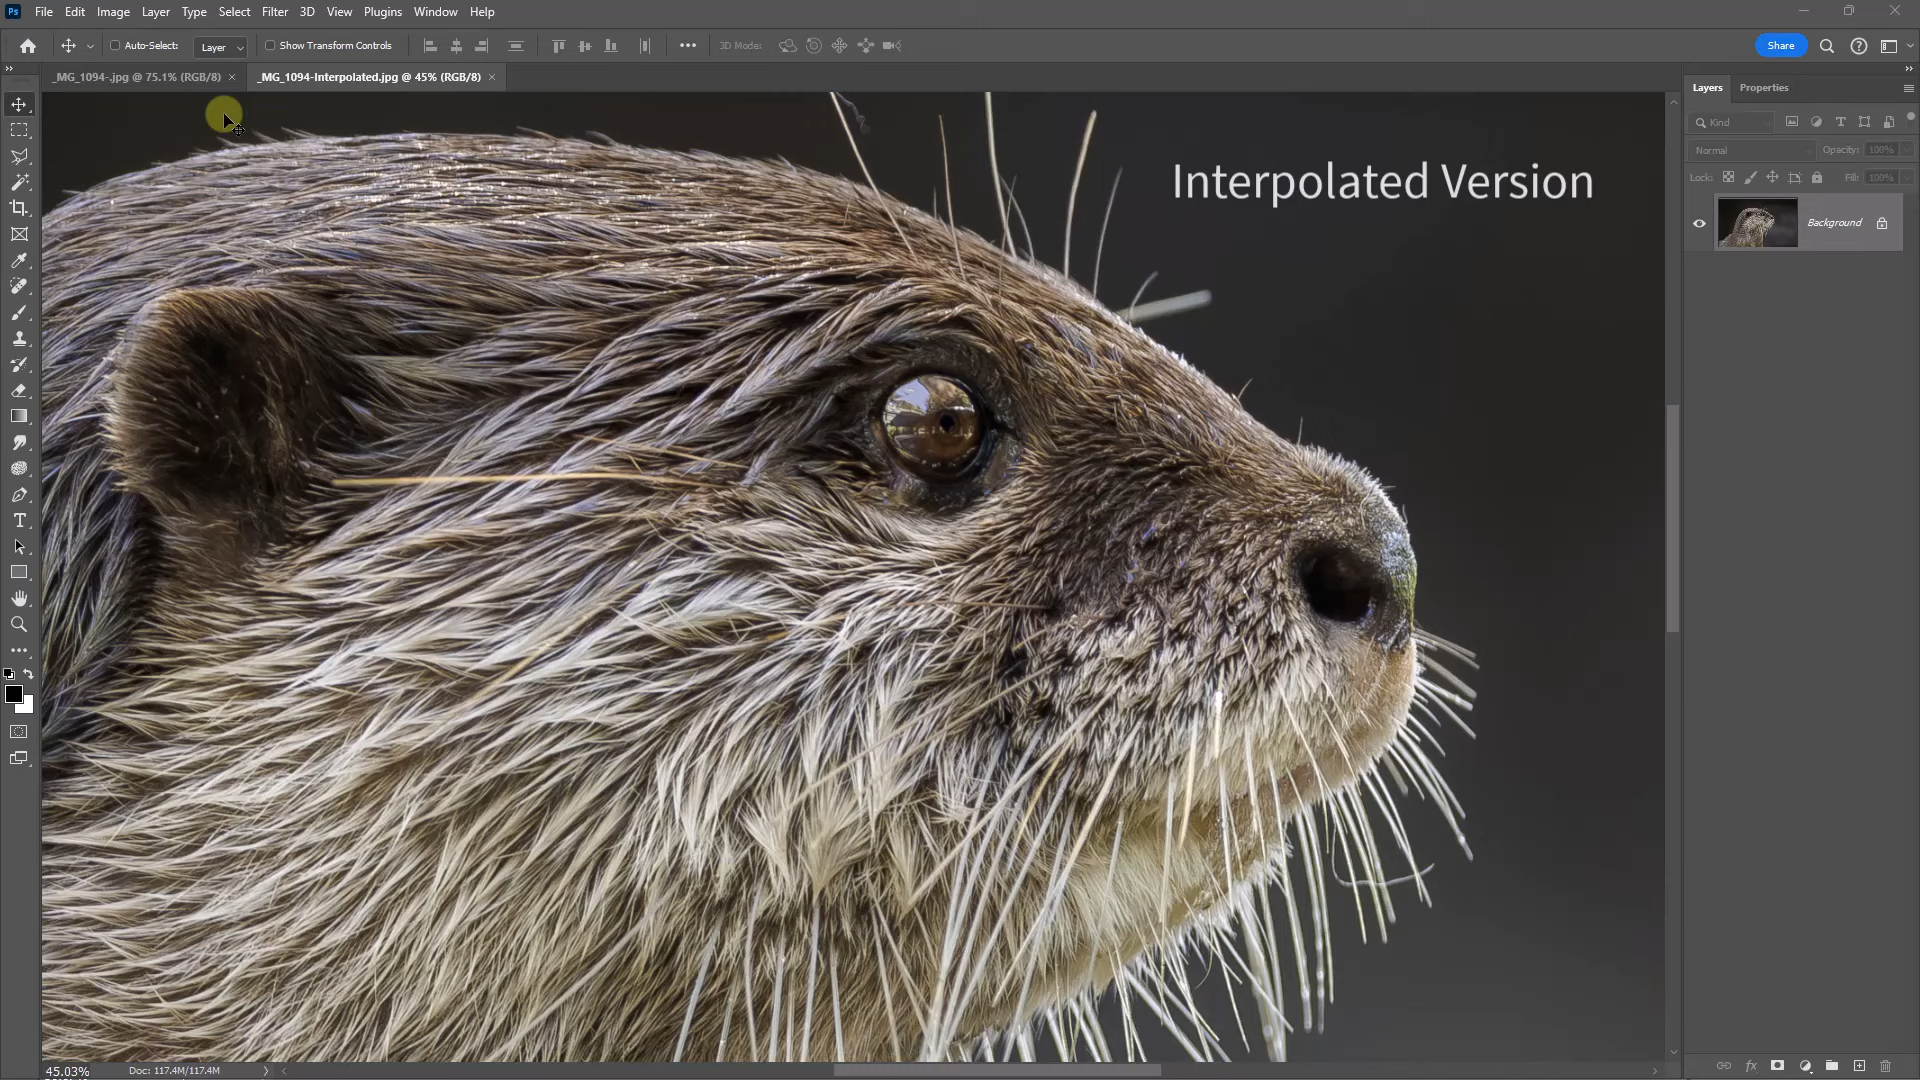 Ps File Edit Image Layer Type Select Filter 3D View Plugins Window Help
Auto-Select: Layer Show Transform Controls 3D Mode: Share
_MG_1094-.jpg @ 75.1% (RGB/8) × _MG_1094-Interpolated.jpg @ 45% (RGB/8) ×
Layers Properties
Kind
Normal Opacity: 100%
Lock: Fill: 100%
Background
Interpolated Version
45.03% Doc: 117.4M/117.4M
fx